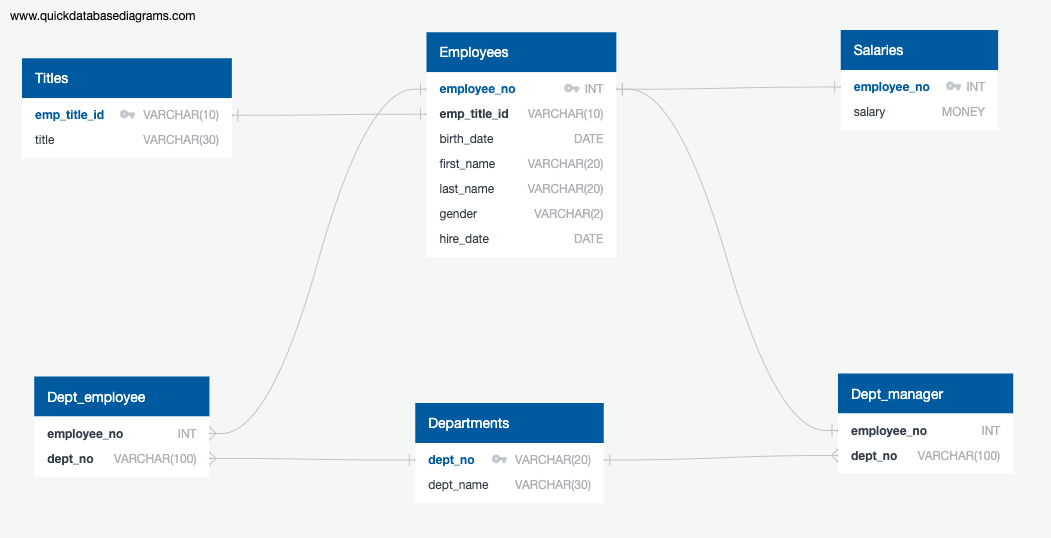 www.quickdatabasediagrams.com
Titles
emp_title_id VARCHAR(10)
title VARCHAR(30)
Employees
employee_no INT
emp_title_id VARCHAR(10)
birth_date DATE
first_name VARCHAR(20)
last_name VARCHAR(20)
gender VARCHAR(2)
hire_date DATE
Salaries
employee_no INT
salary MONEY
Dept_employee
employee_no INT
dept_no VARCHAR(100)
Departments
dept_no VARCHAR(20)
dept_name VARCHAR(30)
Dept_manager
employee_no INT
dept_no VARCHAR(100)